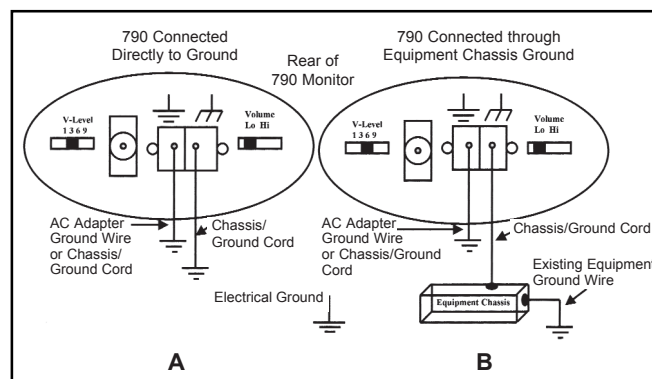 790 Connected
Directly to Ground
Rear of
790 Monitor
790 Connected through
Equipment Chassis Ground
V-Level
1 3 6 9
Volume
Lo Hi
V-Level
1 3 6 9
Volume
Lo Hi
AC Adapter
Ground Wire
or Chassis/
Ground Cord
Chassis/
Ground Cord
AC Adapter
Ground Wire
or Chassis/Ground
Cord
Chassis/Ground Cord
Existing Equipment
Ground Wire
Electrical Ground
Equipment Chassis
A
B